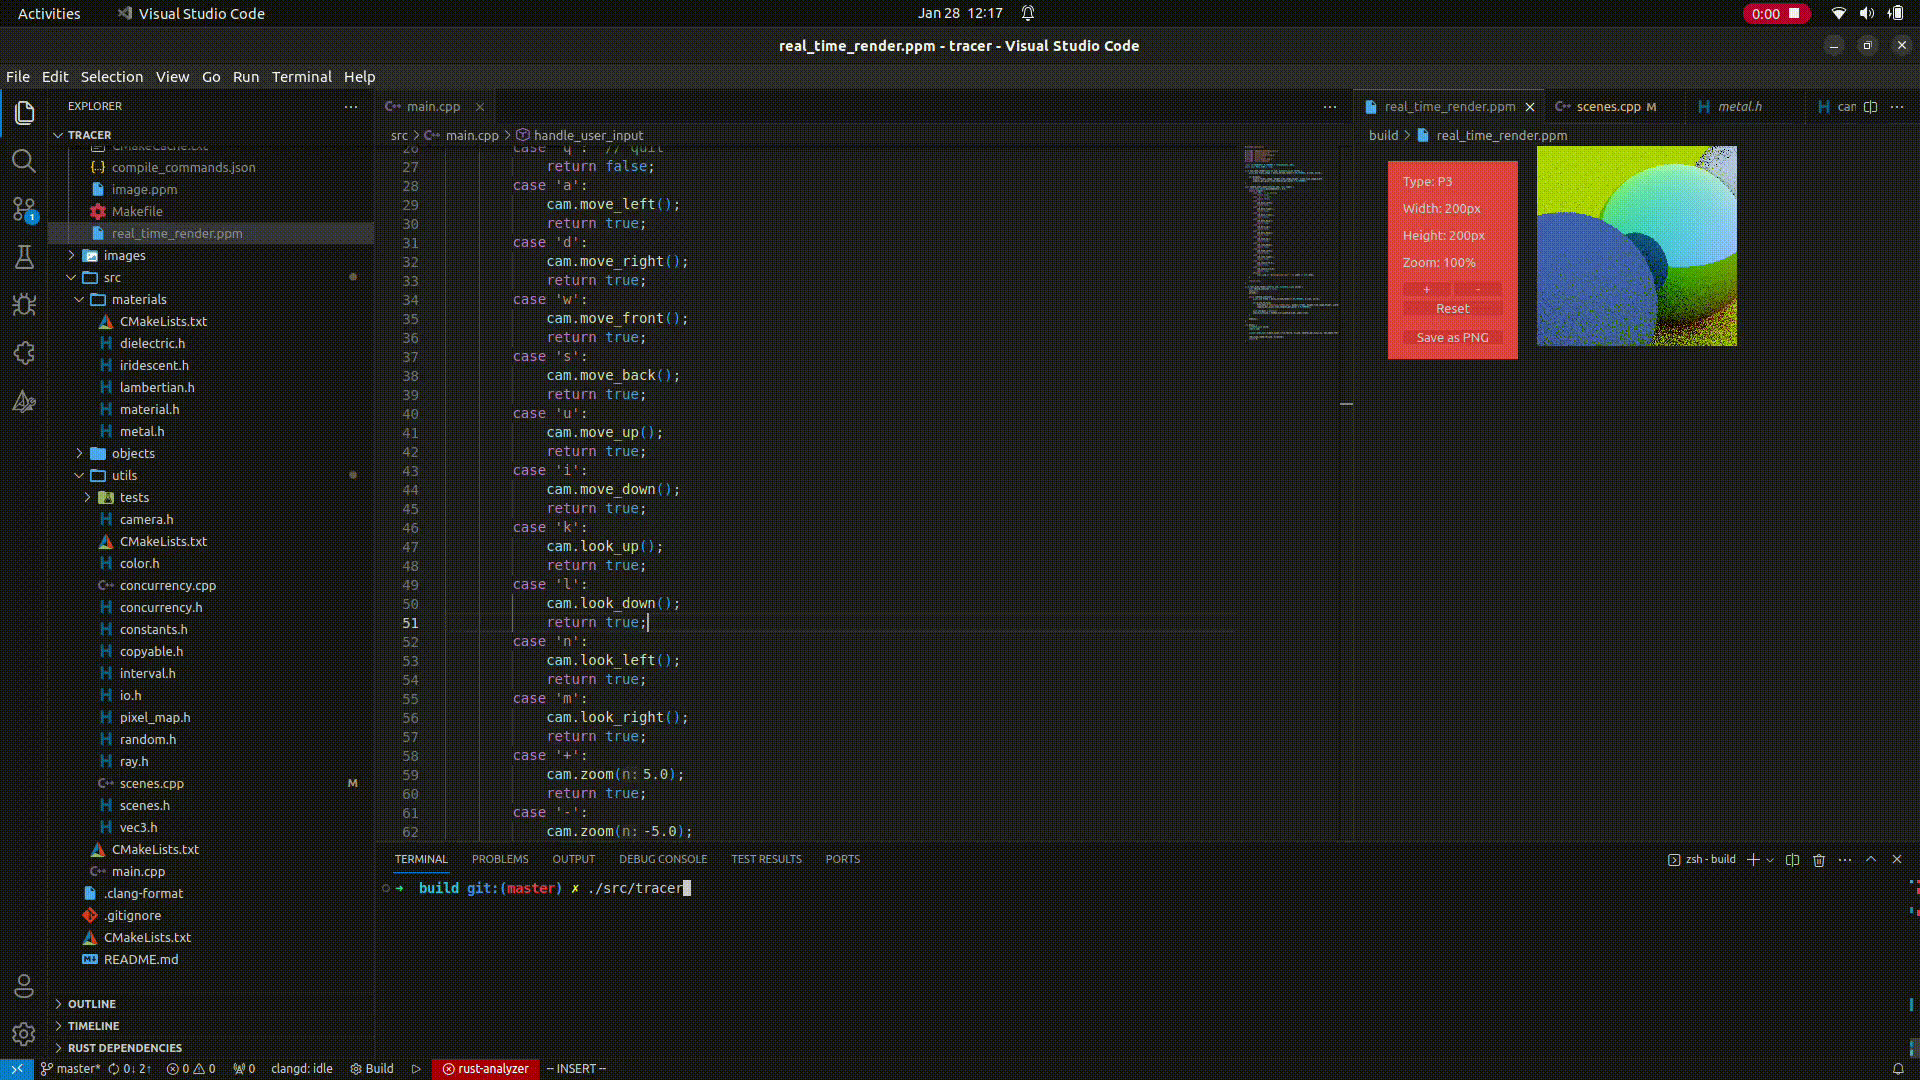 Activities
Visual Studio Code
Jan 28 12:17
0:00
real_time_render.ppm - tracer - Visual Studio Code
File Edit Selection View Go Run Terminal Help
EXPLORER
TRACER
CMakeCache.txt
compile_commands.json
image.ppm
Makefile
real_time_render.ppm
images
src
materials
CMakeLists.txt
dielectric.h
iridescent.h
lambertian.h
material.h
metal.h
objects
utils
tests
camera.h
CMakeLists.txt
color.h
concurrency.cpp
concurrency.h
constants.h
copyable.h
interval.h
io.h
pixel_map.h
random.h
ray.h
scenes.cpp M
scenes.h
vec3.h
CMakeLists.txt
main.cpp
.clang-format
.gitignore
CMakeLists.txt
README.md
OUTLINE
TIMELINE
RUST DEPENDENCIES
1
main.cpp
src > main.cpp > handle_user_input
26 case 'q': // quit
27 return false;
28 case 'a':
29 cam.move_left();
30 return true;
31 case 'd':
32 cam.move_right();
33 return true;
34 case 'w':
35 cam.move_front();
36 return true;
37 case 's':
38 cam.move_back();
39 return true;
40 case 'u':
41 cam.move_up();
42 return true;
43 case 'i':
44 cam.move_down();
45 return true;
46 case 'k':
47 cam.look_up();
48 return true;
49 case 'l':
50 cam.look_down();
51 return true;
52 case 'n':
53 cam.look_left();
54 return true;
55 case 'm':
56 cam.look_right();
57 return true;
58 case '+':
59 cam.zoom(n: 5.0);
60 return true;
61 case '-':
62 cam.zoom(n: -5.0);
real_time_render.ppm
scenes.cpp M
metal.h
build > real_time_render.ppm
Type: P3
Width: 200px
Height: 200px
Zoom: 100%
+ -
Reset
Save as PNG
TERMINAL PROBLEMS OUTPUT DEBUG CONSOLE TEST RESULTS PORTS
zsh - build
➜ build git:(master) ✗ ./src/tracer
master* 0↓ 2↑ 0 0 0 clangd: idle Build rust-analyzer -- INSERT --